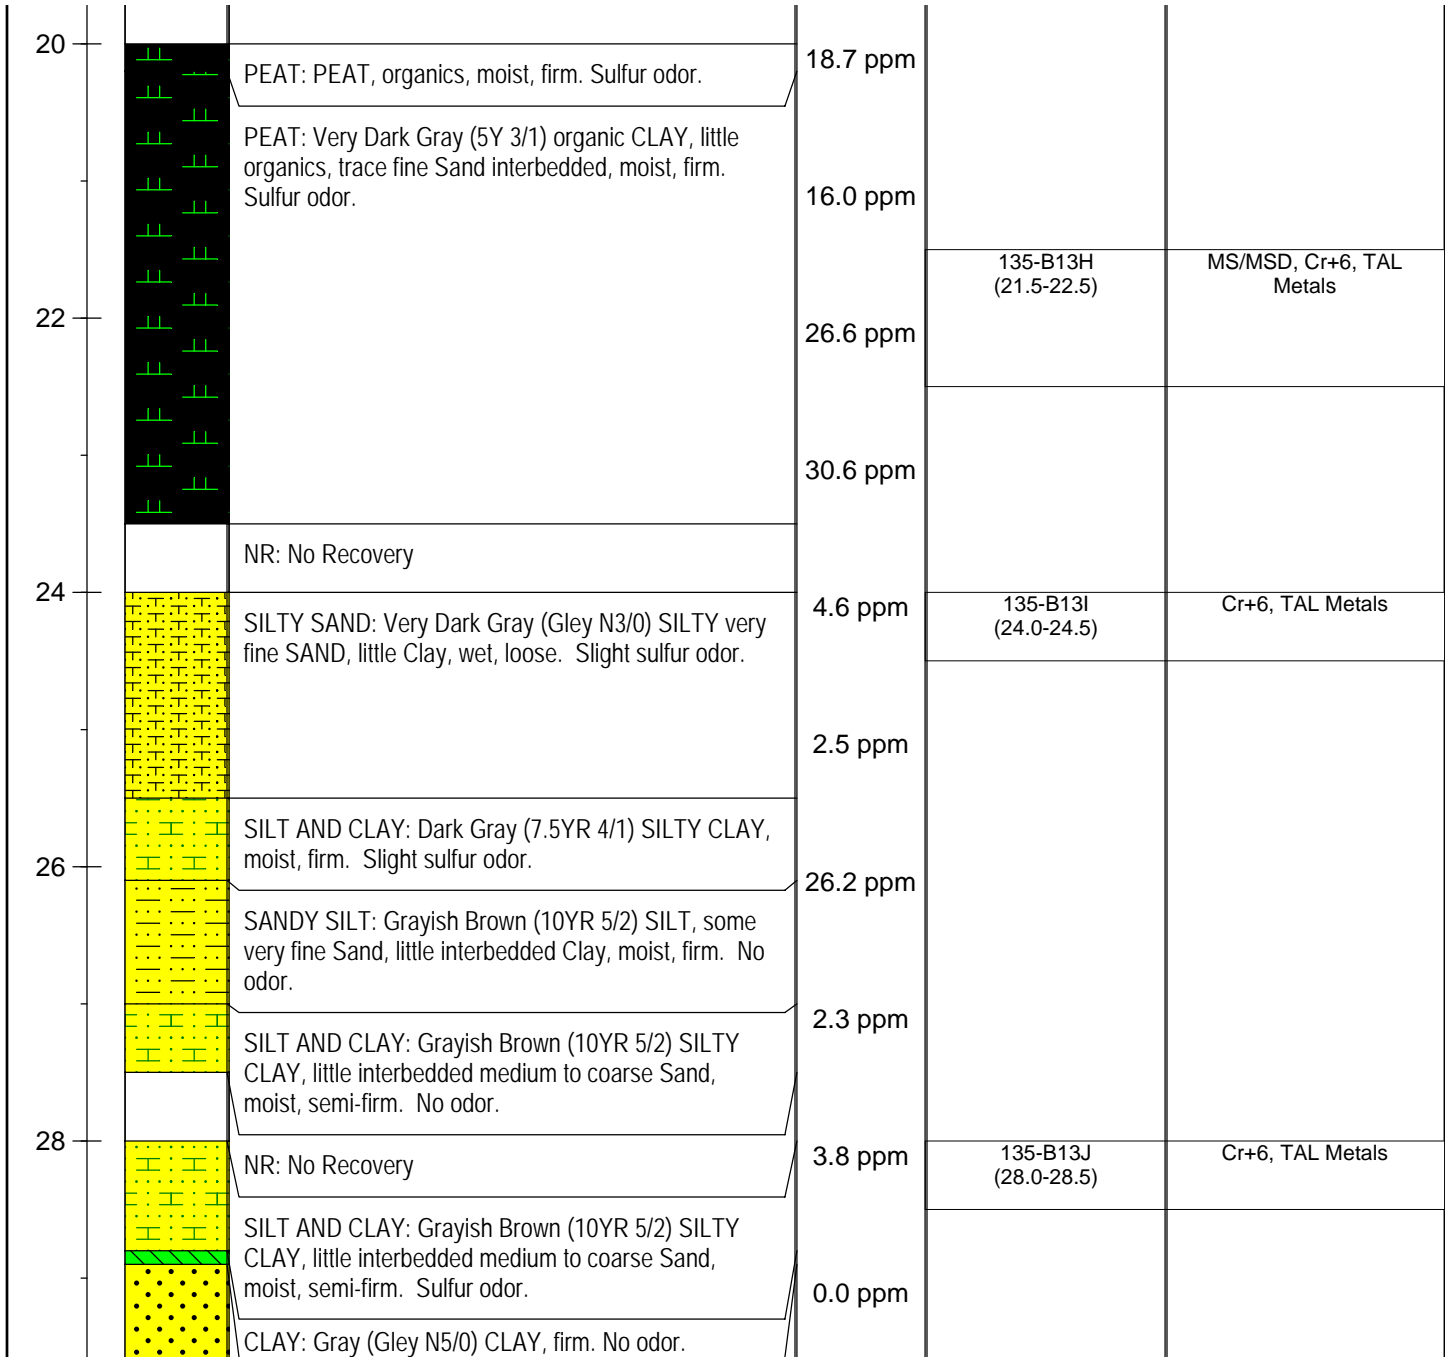 20
PEAT: PEAT, organics, moist, firm. Sulfur odor.
18.7 ppm
PEAT: Very Dark Gray (5Y 3/1) organic CLAY, little
organics, trace fine Sand interbedded, moist, firm.
Sulfur odor.
16.0 ppm
135-B13H
(21.5-22.5)
MS/MSD, Cr+6, TAL
Metals
22
26.6 ppm
30.6 ppm
NR: No Recovery
24
SILTY SAND: Very Dark Gray (Gley N3/0) SILTY very
fine SAND, little Clay, wet, loose.  Slight sulfur odor.
4.6 ppm
135-B13I
(24.0-24.5)
Cr+6, TAL Metals
2.5 ppm
SILT AND CLAY: Dark Gray (7.5YR 4/1) SILTY CLAY,
moist, firm.  Slight sulfur odor.
26
26.2 ppm
SANDY SILT: Grayish Brown (10YR 5/2) SILT, some
very fine Sand, little interbedded Clay, moist, firm.  No
odor.
2.3 ppm
SILT AND CLAY: Grayish Brown (10YR 5/2) SILTY
CLAY, little interbedded medium to coarse Sand,
moist, semi-firm.  No odor.
28
NR: No Recovery
3.8 ppm
135-B13J
(28.0-28.5)
Cr+6, TAL Metals
SILT AND CLAY: Grayish Brown (10YR 5/2) SILTY
CLAY, little interbedded medium to coarse Sand,
moist, semi-firm.  Sulfur odor.
0.0 ppm
CLAY: Gray (Gley N5/0) CLAY, firm. No odor.